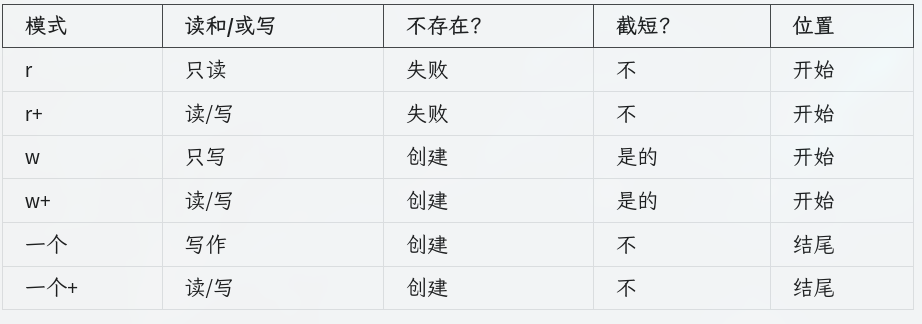 模式 读和/或写 不存在? 截短? 位置
r 只读 失败 不 开始
r+ 读/写 失败 不 开始
w 只写 创建 是的 开始
w+ 读/写 创建 是的 开始
一个 写作 创建 不 结尾
一个+ 读/写 创建 不 结尾